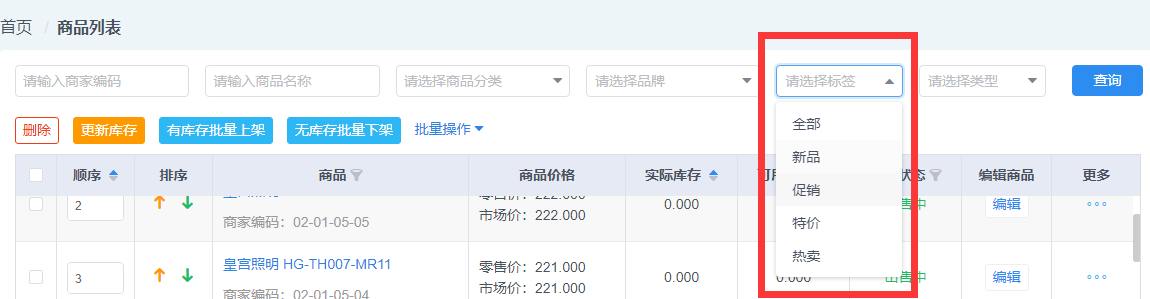 首页 / 商品列表
请输入商家编码 请输入商品名称 请选择商品分类 请选择品牌 请选择标签 请选择类型 查询
删除 更新库存 有库存批量上架 无库存批量下架 批量操作
全部
新品
促销
特价
热卖
顺序 排序 商品 商品价格 实际库存 状态 编辑商品 更多
2 0.000 售中 编辑
市场价：222.000
商家编码：02-01-05-05
皇宫照明 HG-TH007-MR11
3 零售价：221.000 0.000 0.000 出售中 编辑
市场价：221.000
商家编码：02-01-05-04